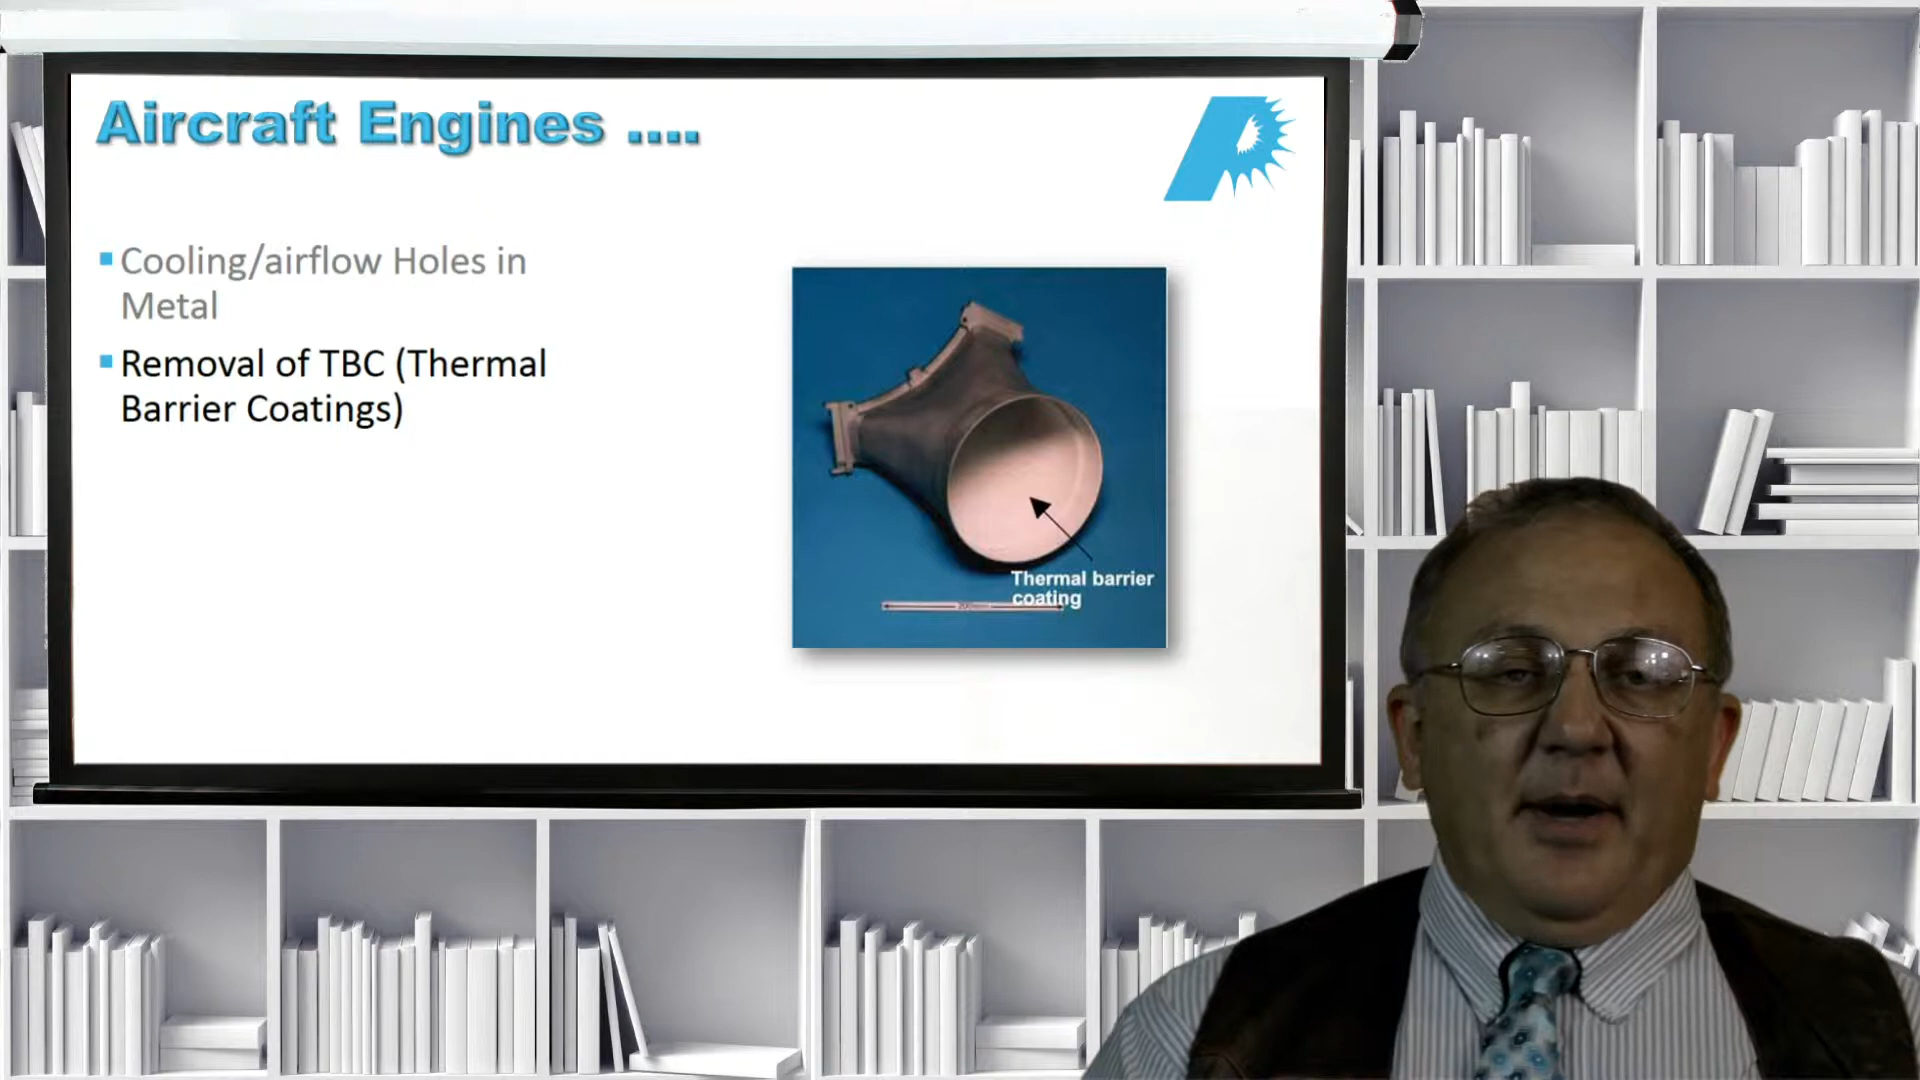 Aircraft Engines ....
Cooling/airflow Holes in
Metal
Removal of TBC (Thermal
Barrier Coatings)
Thermal barrier
coating